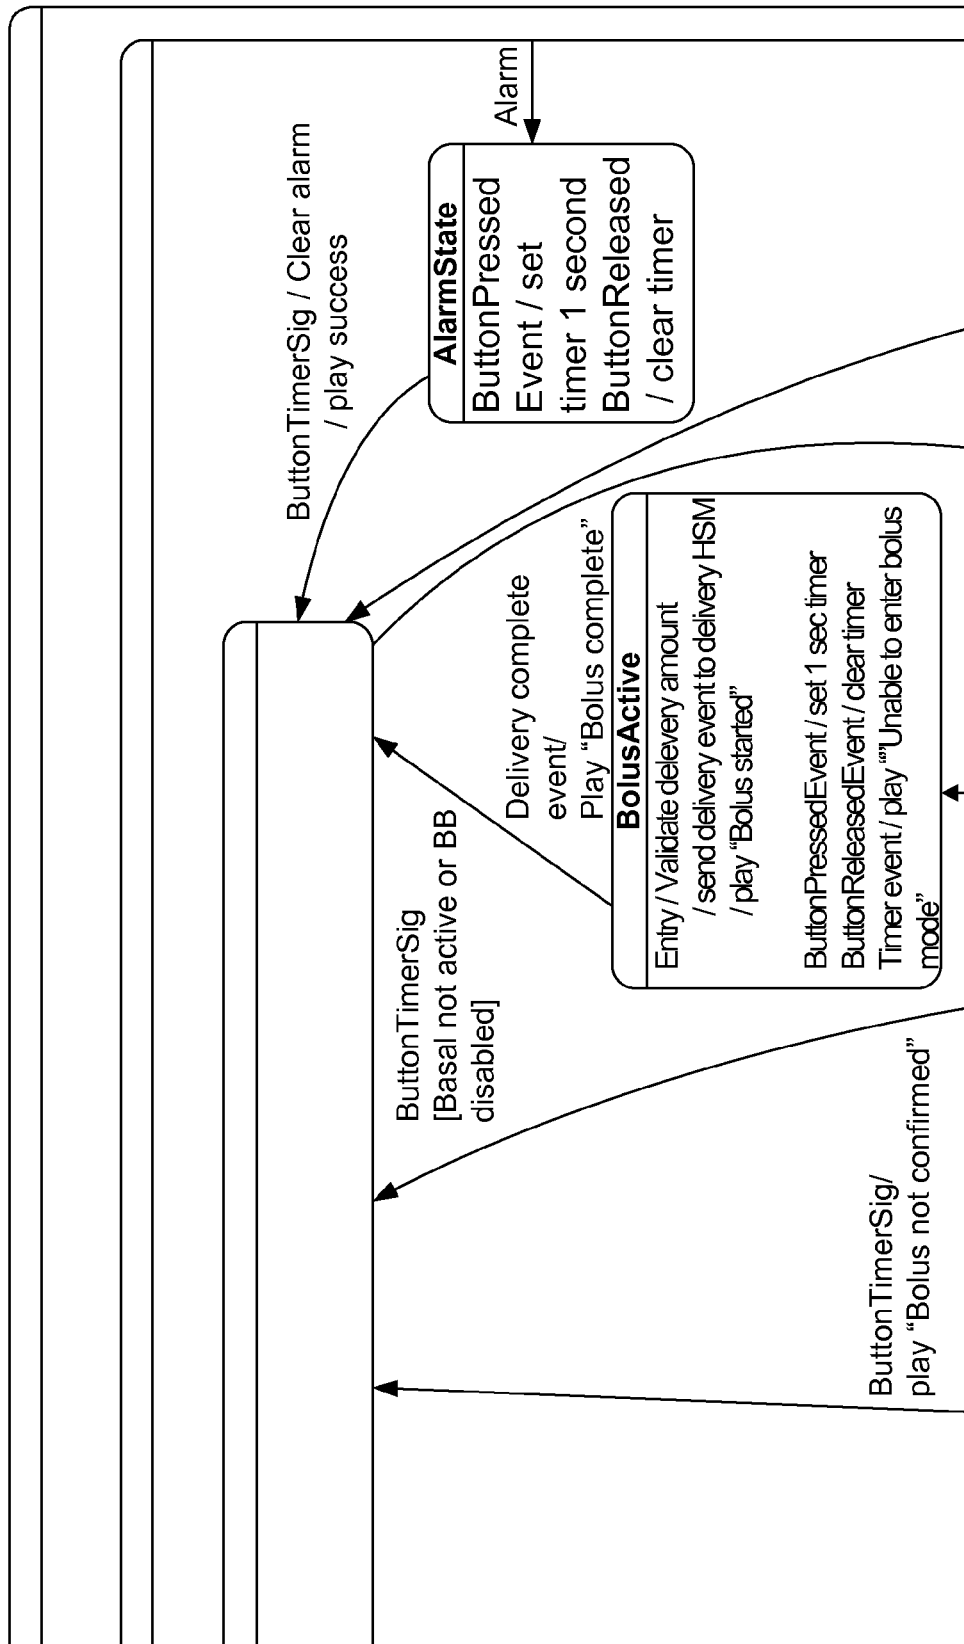 Alarm
ButtonTimerSig / Clear alarm
/ play success
AlarmState
ButtonPressed
Event / set
timer 1 second
ButtonReleased
/ clear timer
Delivery complete
event/
Play “Bolus complete”
BolusActive
Entry / Validate delevery amount
/ send delivery event to delivery HSM
/ play “Bolus started”
ButtonPressedEvent / set 1 sec timer
ButtonReleasedEvent / clear timer
Timer event / play “”Unable to enter bolus
mode”
ButtonTimerSig
[Basal not active or BB
disabled]
ButtonTimerSig/
play “Bolus not confirmed”